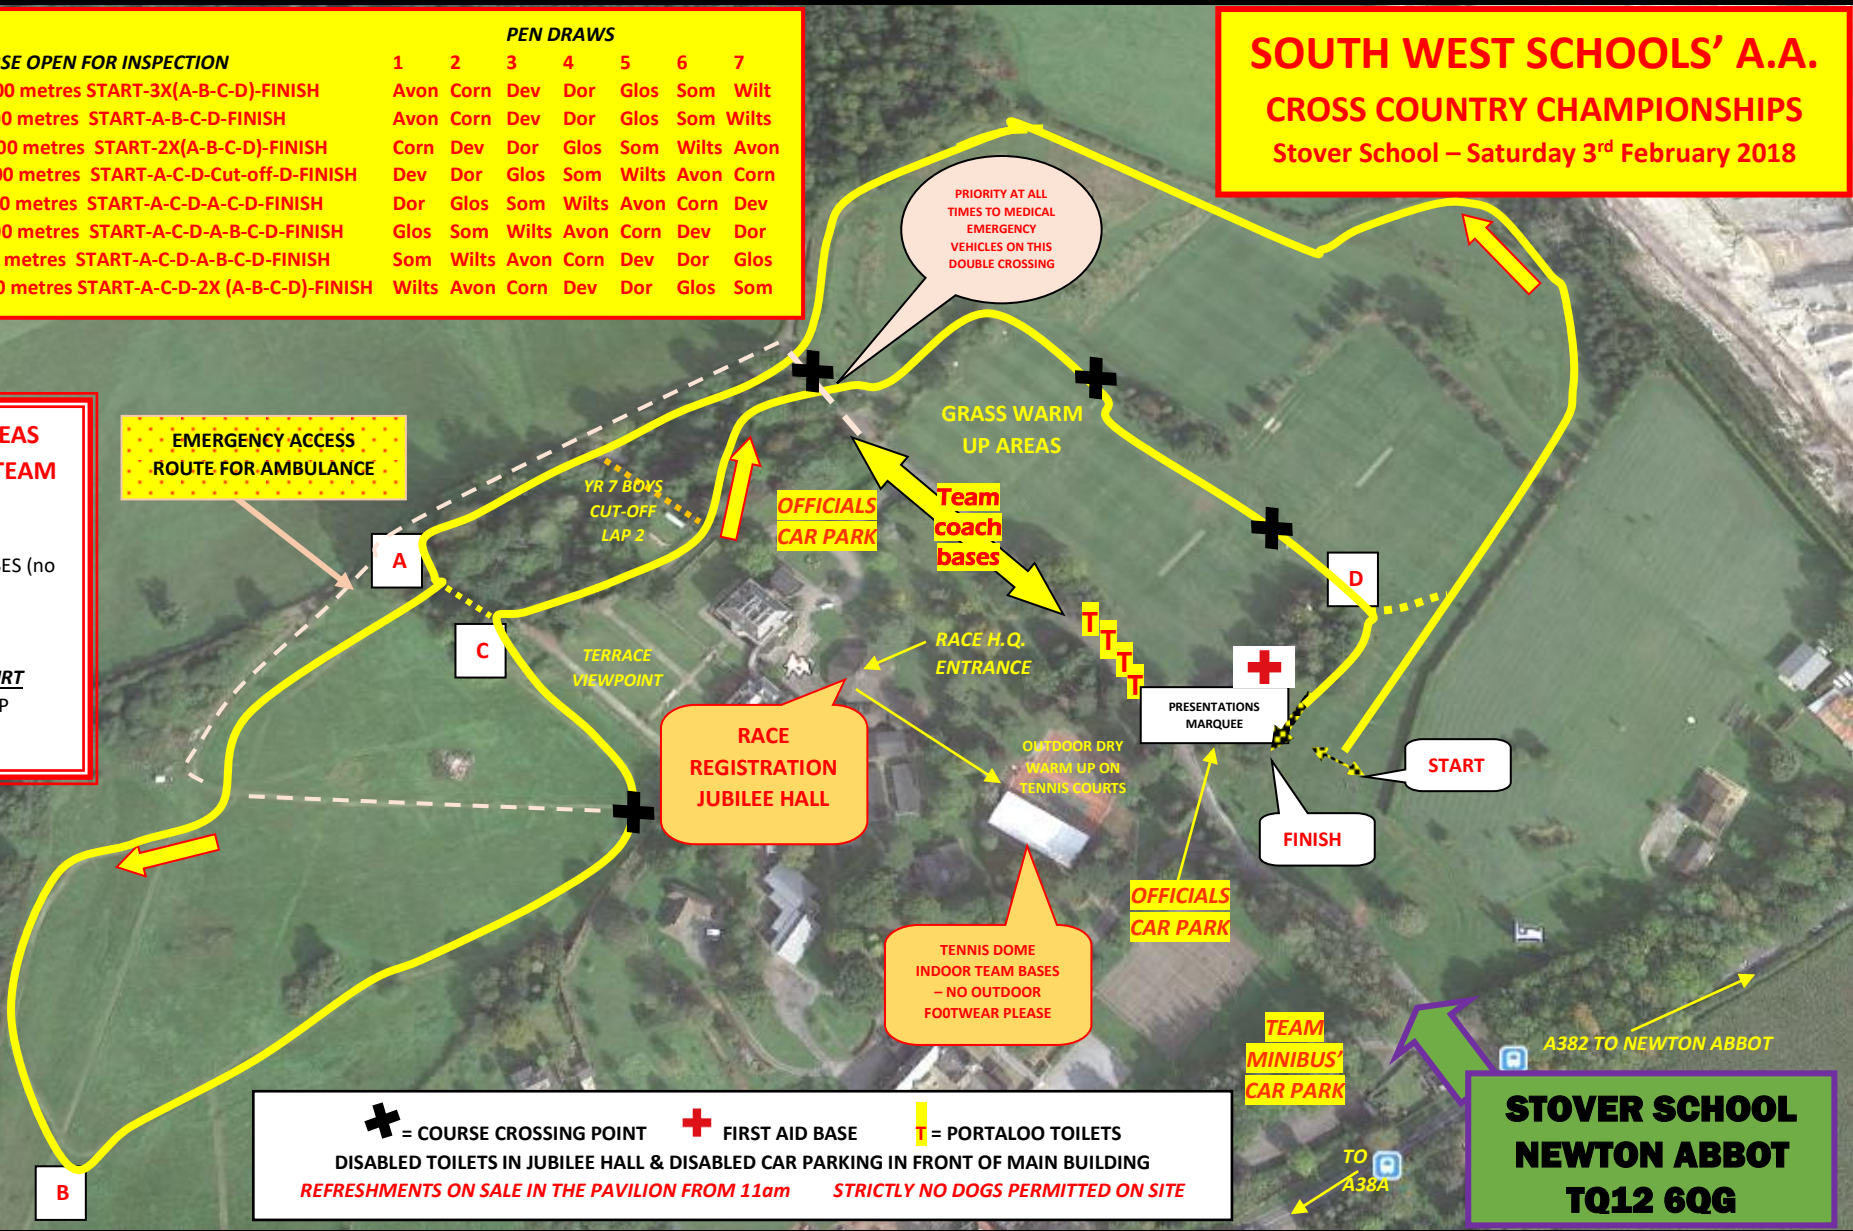 PEN DRAWS
SE OPEN FOR INSPECTION 1 2 3 4 5 6 7
00 metres START-3X(A-B-C-D)-FINISH Avon Corn Dev Dor Glos Som Wilt
0 metres START-A-B-C-D-FINISH Avon Corn Dev Dor Glos Som Wilts
00 metres START-2X(A-B-C-D)-FINISH Corn Dev Dor Glos Som Wilts Avon
00 metres START-A-C-D-Cut-off-D-FINISH Dev Dor Glos Som Wilts Avon Corn
0 metres START-A-C-D-A-C-D-FINISH Dor Glos Som Wilts Avon Corn Dev
00 metres START-A-C-D-A-B-C-D-FINISH Glos Som Wilts Avon Corn Dev Dor
metres START-A-C-D-A-B-C-D-FINISH Som Wilts Avon Corn Dev Dor Glos
0 metres START-A-C-D-2X (A-B-C-D)-FINISH Wilts Avon Corn Dev Dor Glos Som
SOUTH WEST SCHOOLS’ A.A.
CROSS COUNTRY CHAMPIONSHIPS
Stover School – Saturday 3rd February 2018
PRIORITY AT ALL
TIMES TO MEDICAL
EMERGENCY
VEHICLES ON THIS
DOUBLE CROSSING
EAS
TEAM
SES (no
URT
P
EMERGENCY ACCESS
ROUTE FOR AMBULANCE
GRASS WARM
UP AREAS
YR 7 BOYS
CUT-OFF
LAP 2
OFFICIALS
CAR PARK
Team
coach
bases
A
C
D
TERRACE
VIEWPOINT
RACE H.Q.
ENTRANCE
T
T
T
T
PRESENTATIONS
MARQUEE
RACE
REGISTRATION
JUBILEE HALL
OUTDOOR DRY
WARM UP ON
TENNIS COURTS
START
FINISH
OFFICIALS
CAR PARK
TENNIS DOME
INDOOR TEAM BASES
– NO OUTDOOR
FO0TWEAR PLEASE
TEAM
MINIBUS’
CAR PARK
A382 TO NEWTON ABBOT
TO
A38A
B
= COURSE CROSSING POINT FIRST AID BASE T = PORTALOO TOILETS
DISABLED TOILETS IN JUBILEE HALL & DISABLED CAR PARKING IN FRONT OF MAIN BUILDING
REFRESHMENTS ON SALE IN THE PAVILION FROM 11am STRICTLY NO DOGS PERMITTED ON SITE
STOVER SCHOOL
NEWTON ABBOT
TQ12 6QG